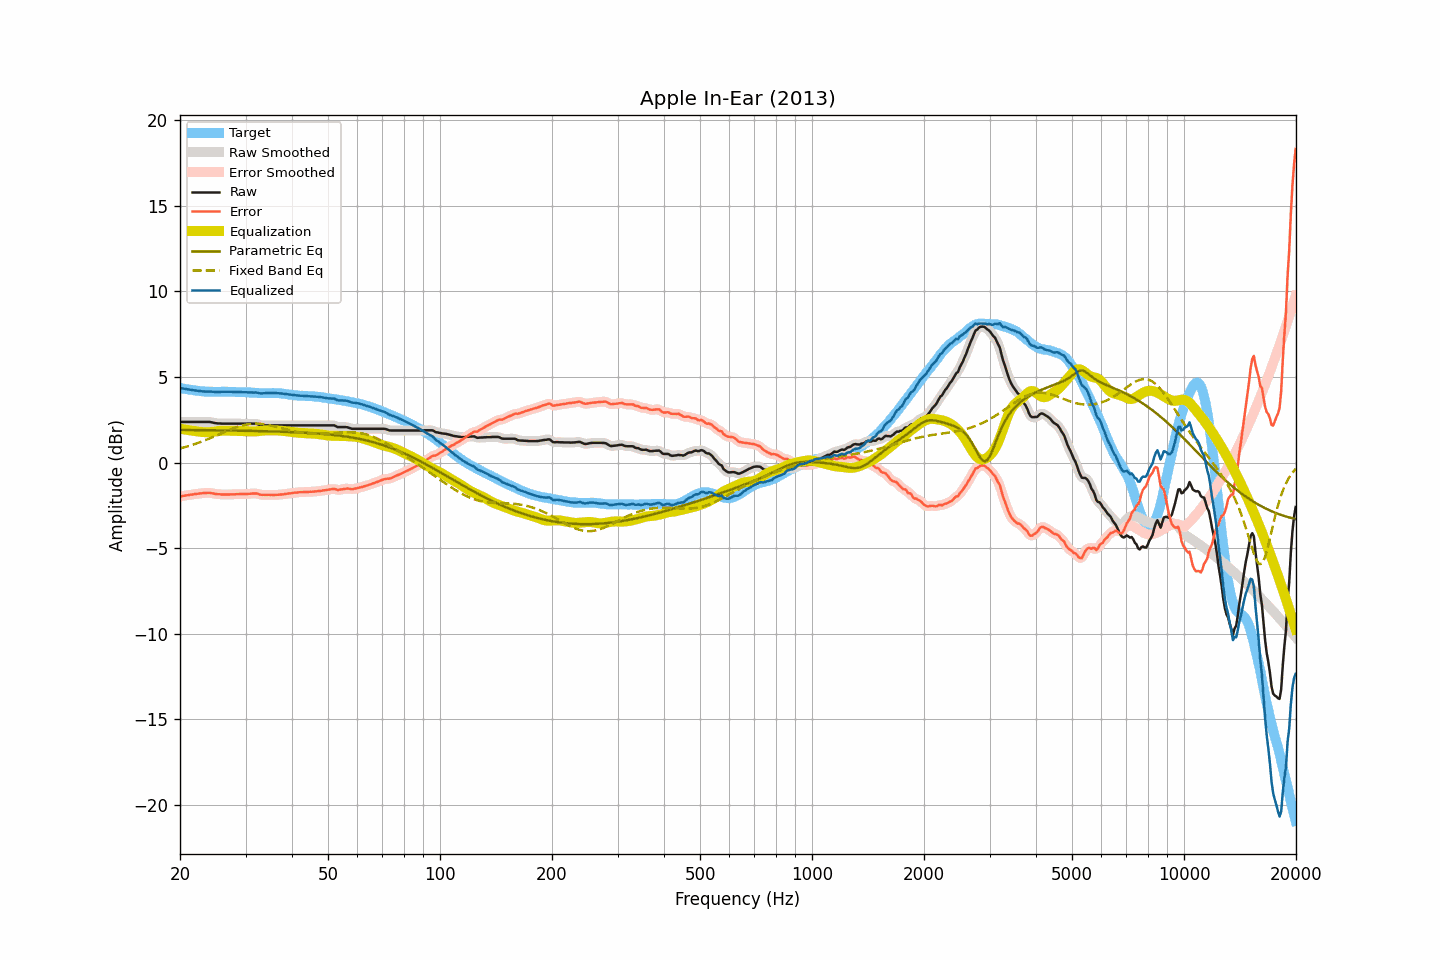 Apple In-Ear (2013)
Target
Raw Smoothed
Error Smoothed
Raw
Error
Equalization
Parametric Eq
Fixed Band Eq
Equalized
20
15
10
5
0
−5
−10
−15
−20
Amplitude (dBr)
20 50 100 200 500 1000 2000 5000 10000 20000
Frequency (Hz)